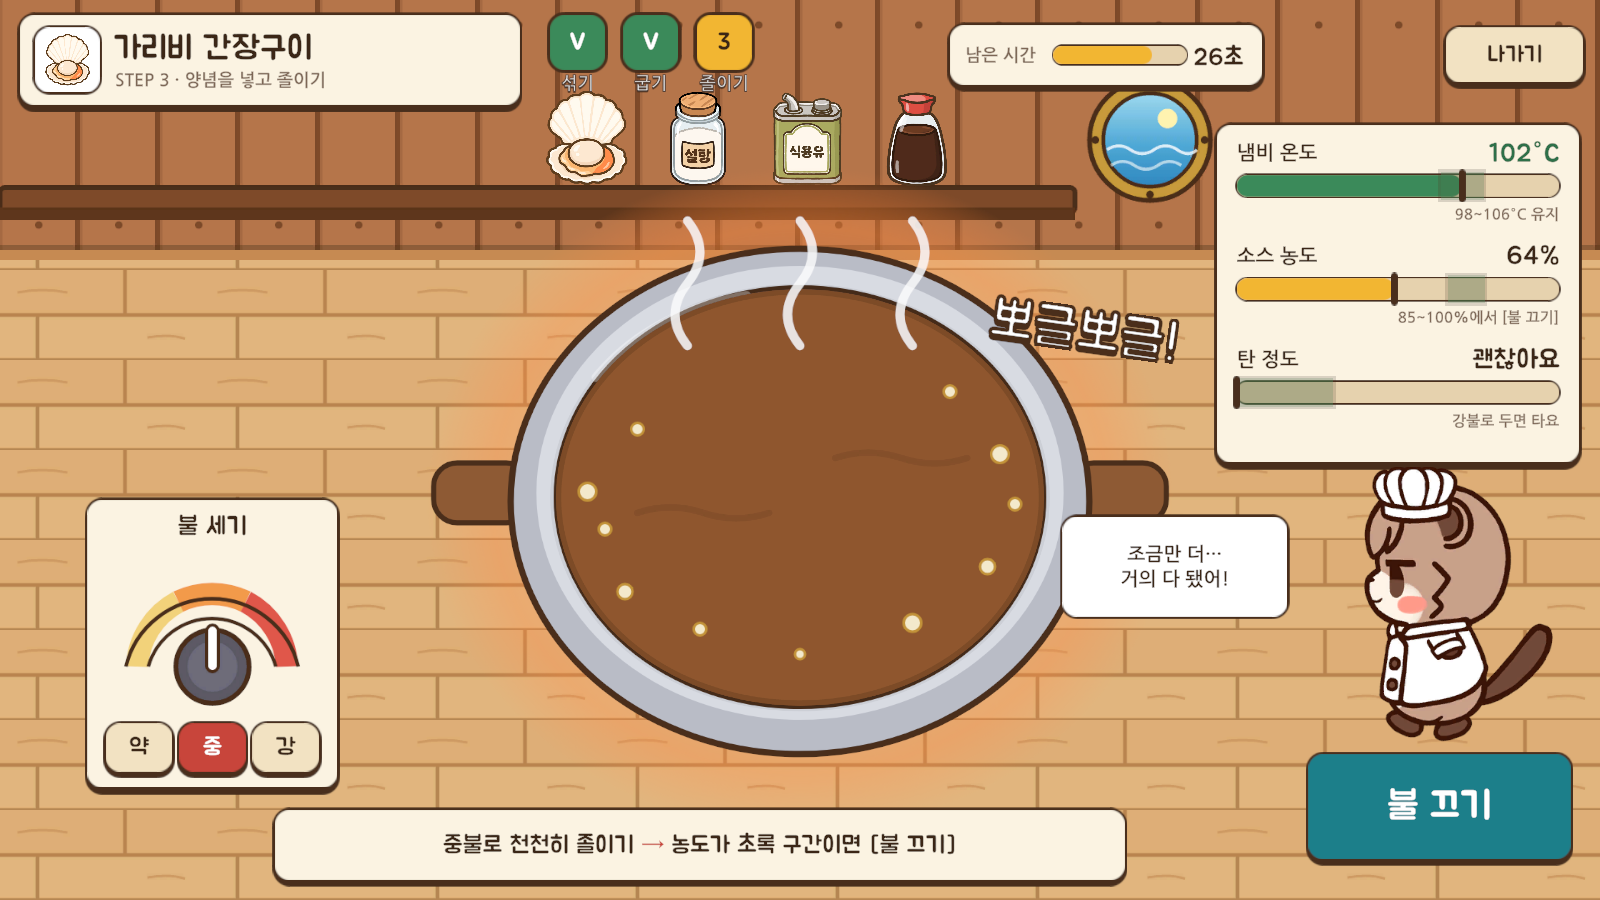 가리비 간장구이
STEP 3 · 양념을 넣고 졸이기
V
V
3
섞기
굽기
졸이기
남은 시간
26초
나가기
설탕
식용유
냄비 온도
102°C
98~106°C 유지
소스 농도
64%
85~100%에서 [불 끄기]
탄 정도
괜찮아요
강불로 두면 타요
뽀글뽀글!
불 세기
약
중
강
조금만 더…
거의 다 됐어!
불 끄기
중불로 천천히 졸이기 → 농도가 초록 구간이면 [불 끄기]